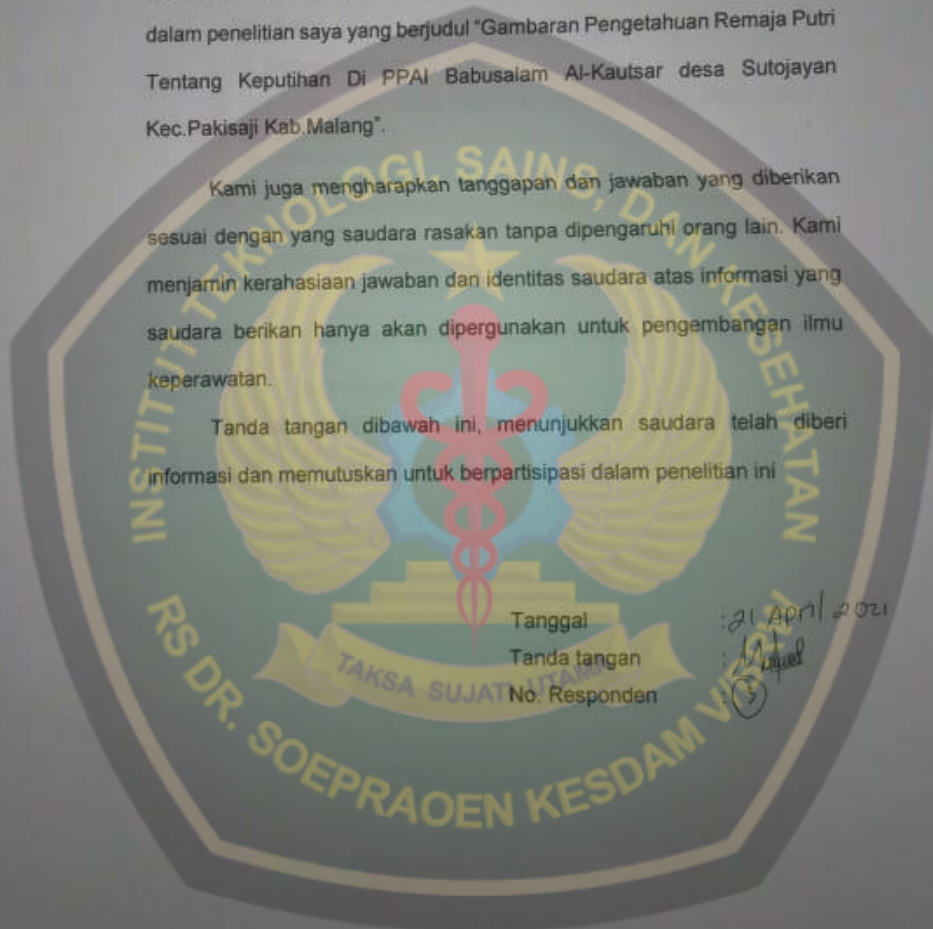 dalam penelitian saya yang berjudul "Gambaran Pengetahuan Remaja Putri
Tentang Keputihan Di PPAI Babusalam Al-Kautsar desa Sutojayan
Kec.Pakisaji Kab.Malang".
Kami juga mengharapkan tanggapan dan jawaban yang diberikan
sesuai dengan yang saudara rasakan tanpa dipengaruhi orang lain. Kami
menjamin kerahasiaan jawaban dan identitas saudara atas informasi yang
saudara berikan hanya akan dipergunakan untuk pengembangan ilmu
keperawatan.
Tanda tangan dibawah ini, menunjukkan saudara telah diberi
informasi dan memutuskan untuk berpartisipasi dalam penelitian ini
Tanggal : 21 April 2021
Tanda tangan :
No. Responden : 3
INSTITUT TEKNOLOGI, SAINS, DAN KESEHATAN
RS DR. SOEPRAOEN KESDAM V/BRW
TAKSA SUJATI UTAMA